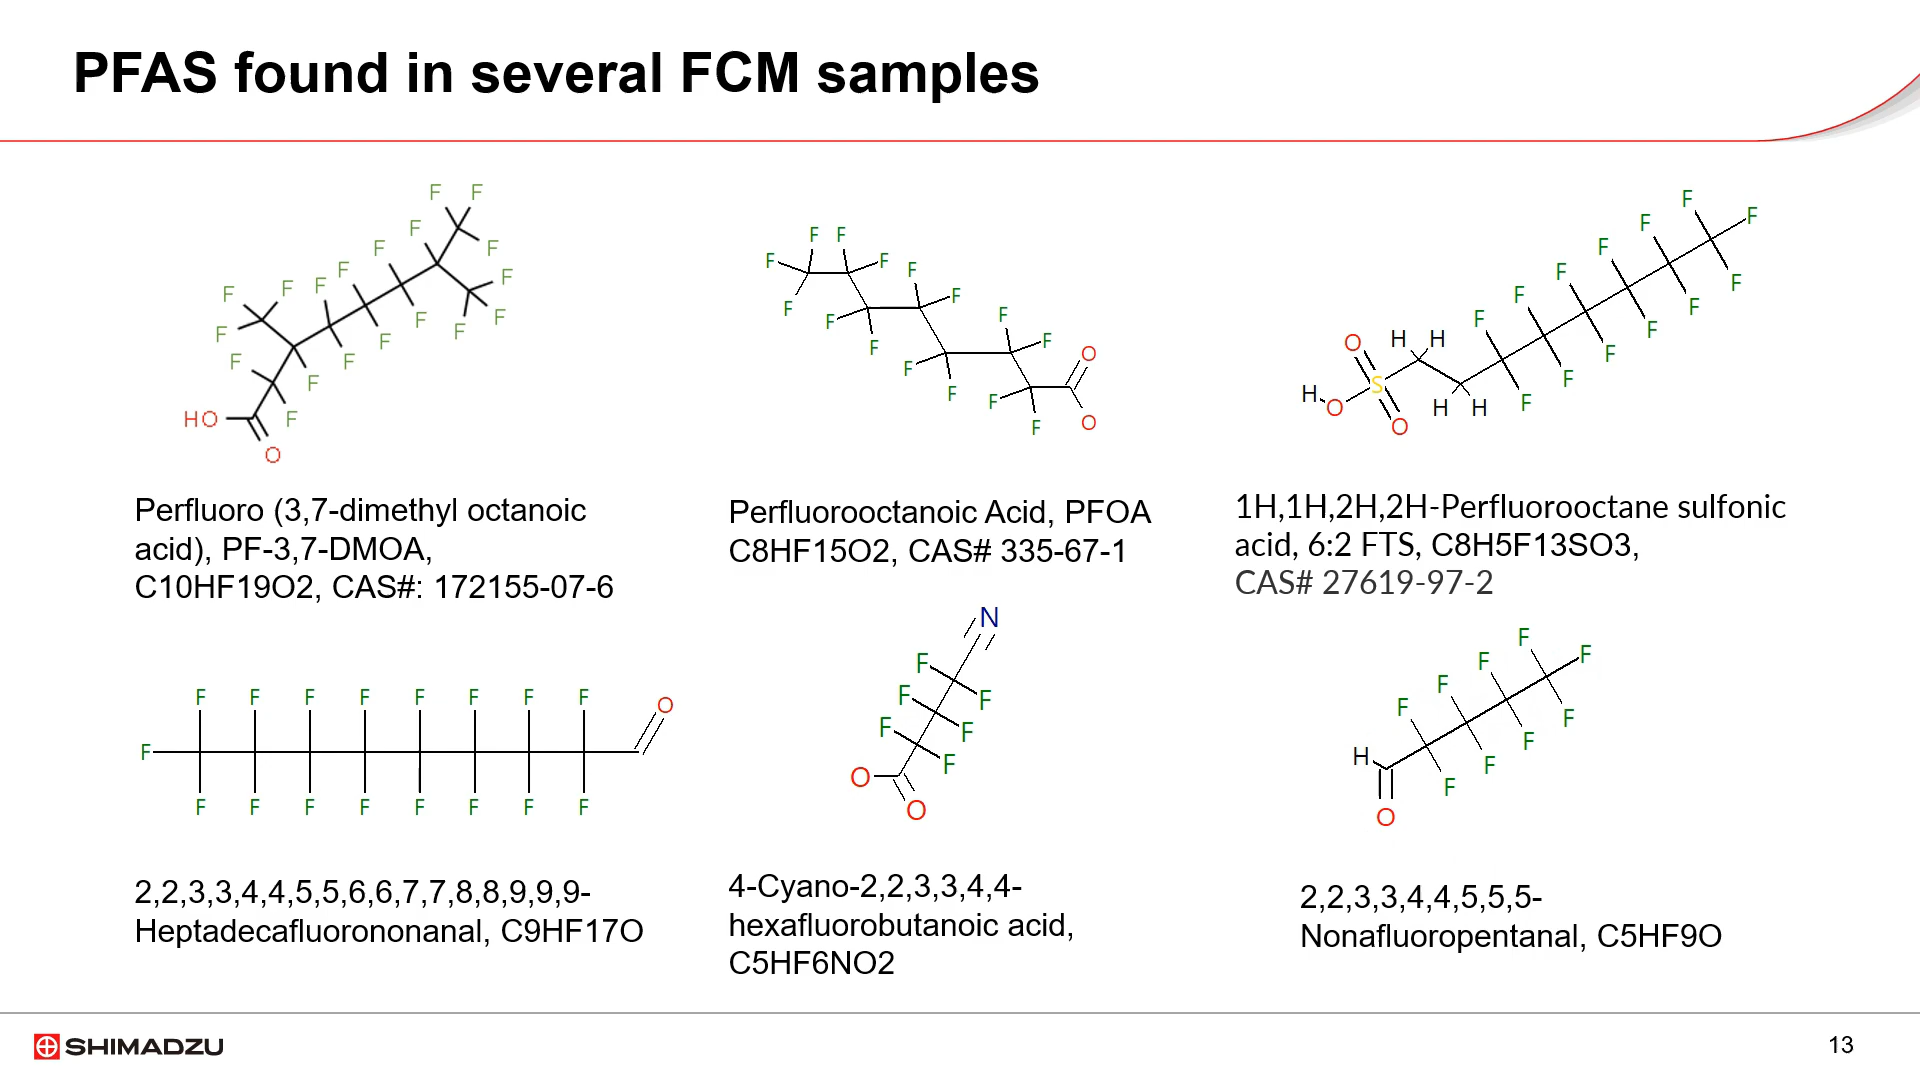 PFAS found in several FCM samples
Perfluoro (3,7-dimethyl octanoic
acid), PF-3,7-DMOA,
C10HF19O2, CAS#: 172155-07-6
Perfluorooctanoic Acid, PFOA
C8HF15O2, CAS# 335-67-1
1H,1H,2H,2H-Perfluorooctane sulfonic
acid, 6:2 FTS, C8H5F13SO3,
CAS# 27619-97-2
2,2,3,3,4,4,5,5,6,6,7,7,8,8,9,9,9-
Heptadecafluorononanal, C9HF17O
4-Cyano-2,2,3,3,4,4-
hexafluorobutanoic acid,
C5HF6NO2
2,2,3,3,4,4,5,5,5-
Nonafluoropentanal, C5HF9O
SHIMADZU
13